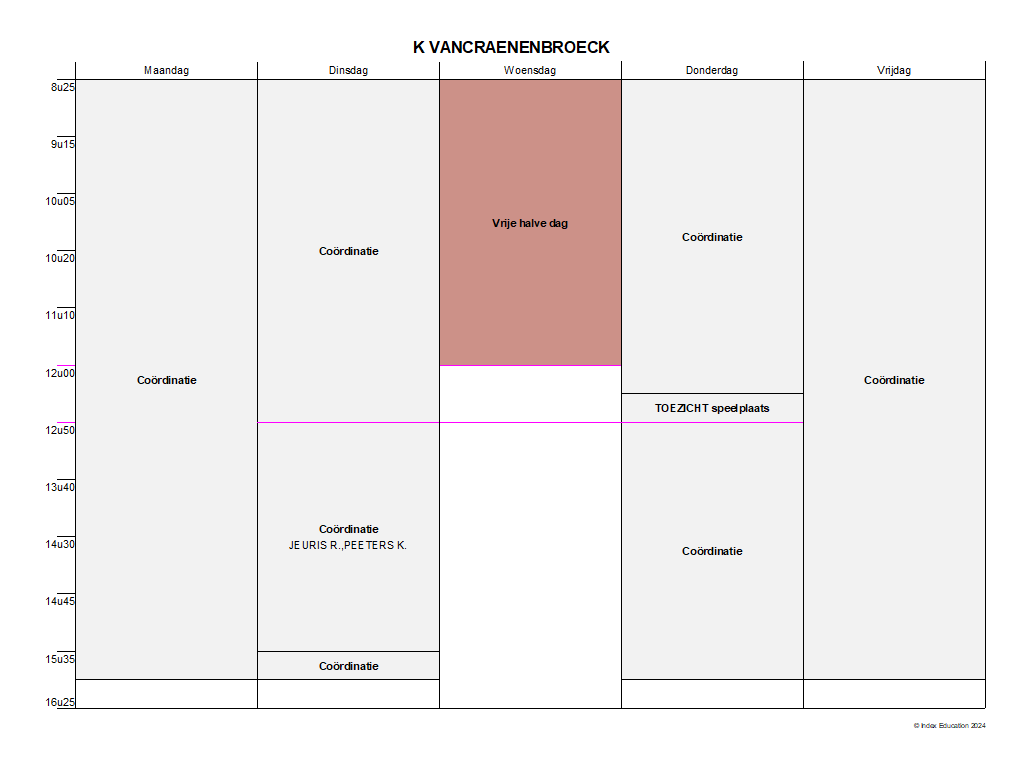 K VANCRAENENBROECK
Maandag
Dinsdag
Woensdag
Donderdag
Vrijdag
8u25
9u15
10u05
10u20
11u10
12u00
12u50
13u40
14u30
14u45
15u35
16u25
Coördinatie
Coördinatie
Coördinatie
JEURIS R.,PEETERS K.
Coördinatie
Vrije halve dag
Coördinatie
TOEZICHT speelplaats
Coördinatie
Coördinatie
© Index Education 2024